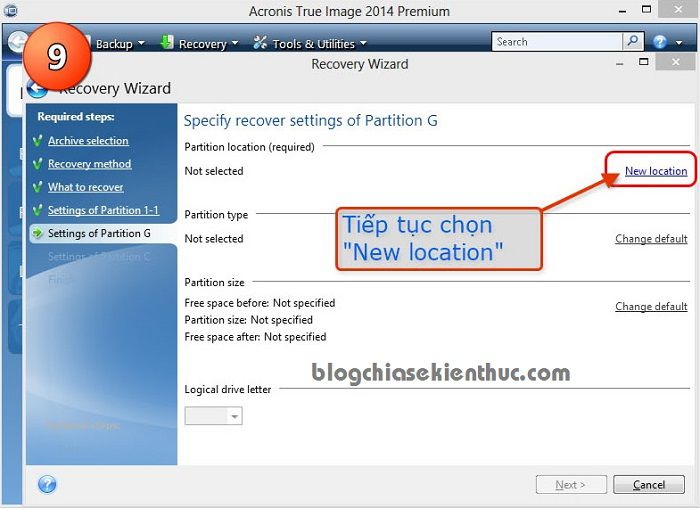 Acronis True Image 2014 Premium
Backup Recovery Tools & Utilities Search
9
Recovery Wizard
Recovery Wizard
Required steps:
Archive selection
Recovery method
What to recover
Settings of Partition 1-1
Settings of Partition G
Settings of Partition C
Finish
Specify recover settings of Partition G
Partition location (required)
Not selected New location
Tiếp tục chọn
"New location"
Partition type
Not selected Change default
Partition size
Free space before: Not specified Change default
Partition size: Not specified
Free space after: Not specified
blogchiasekienthuc.com
Logical drive letter
Next > Cancel